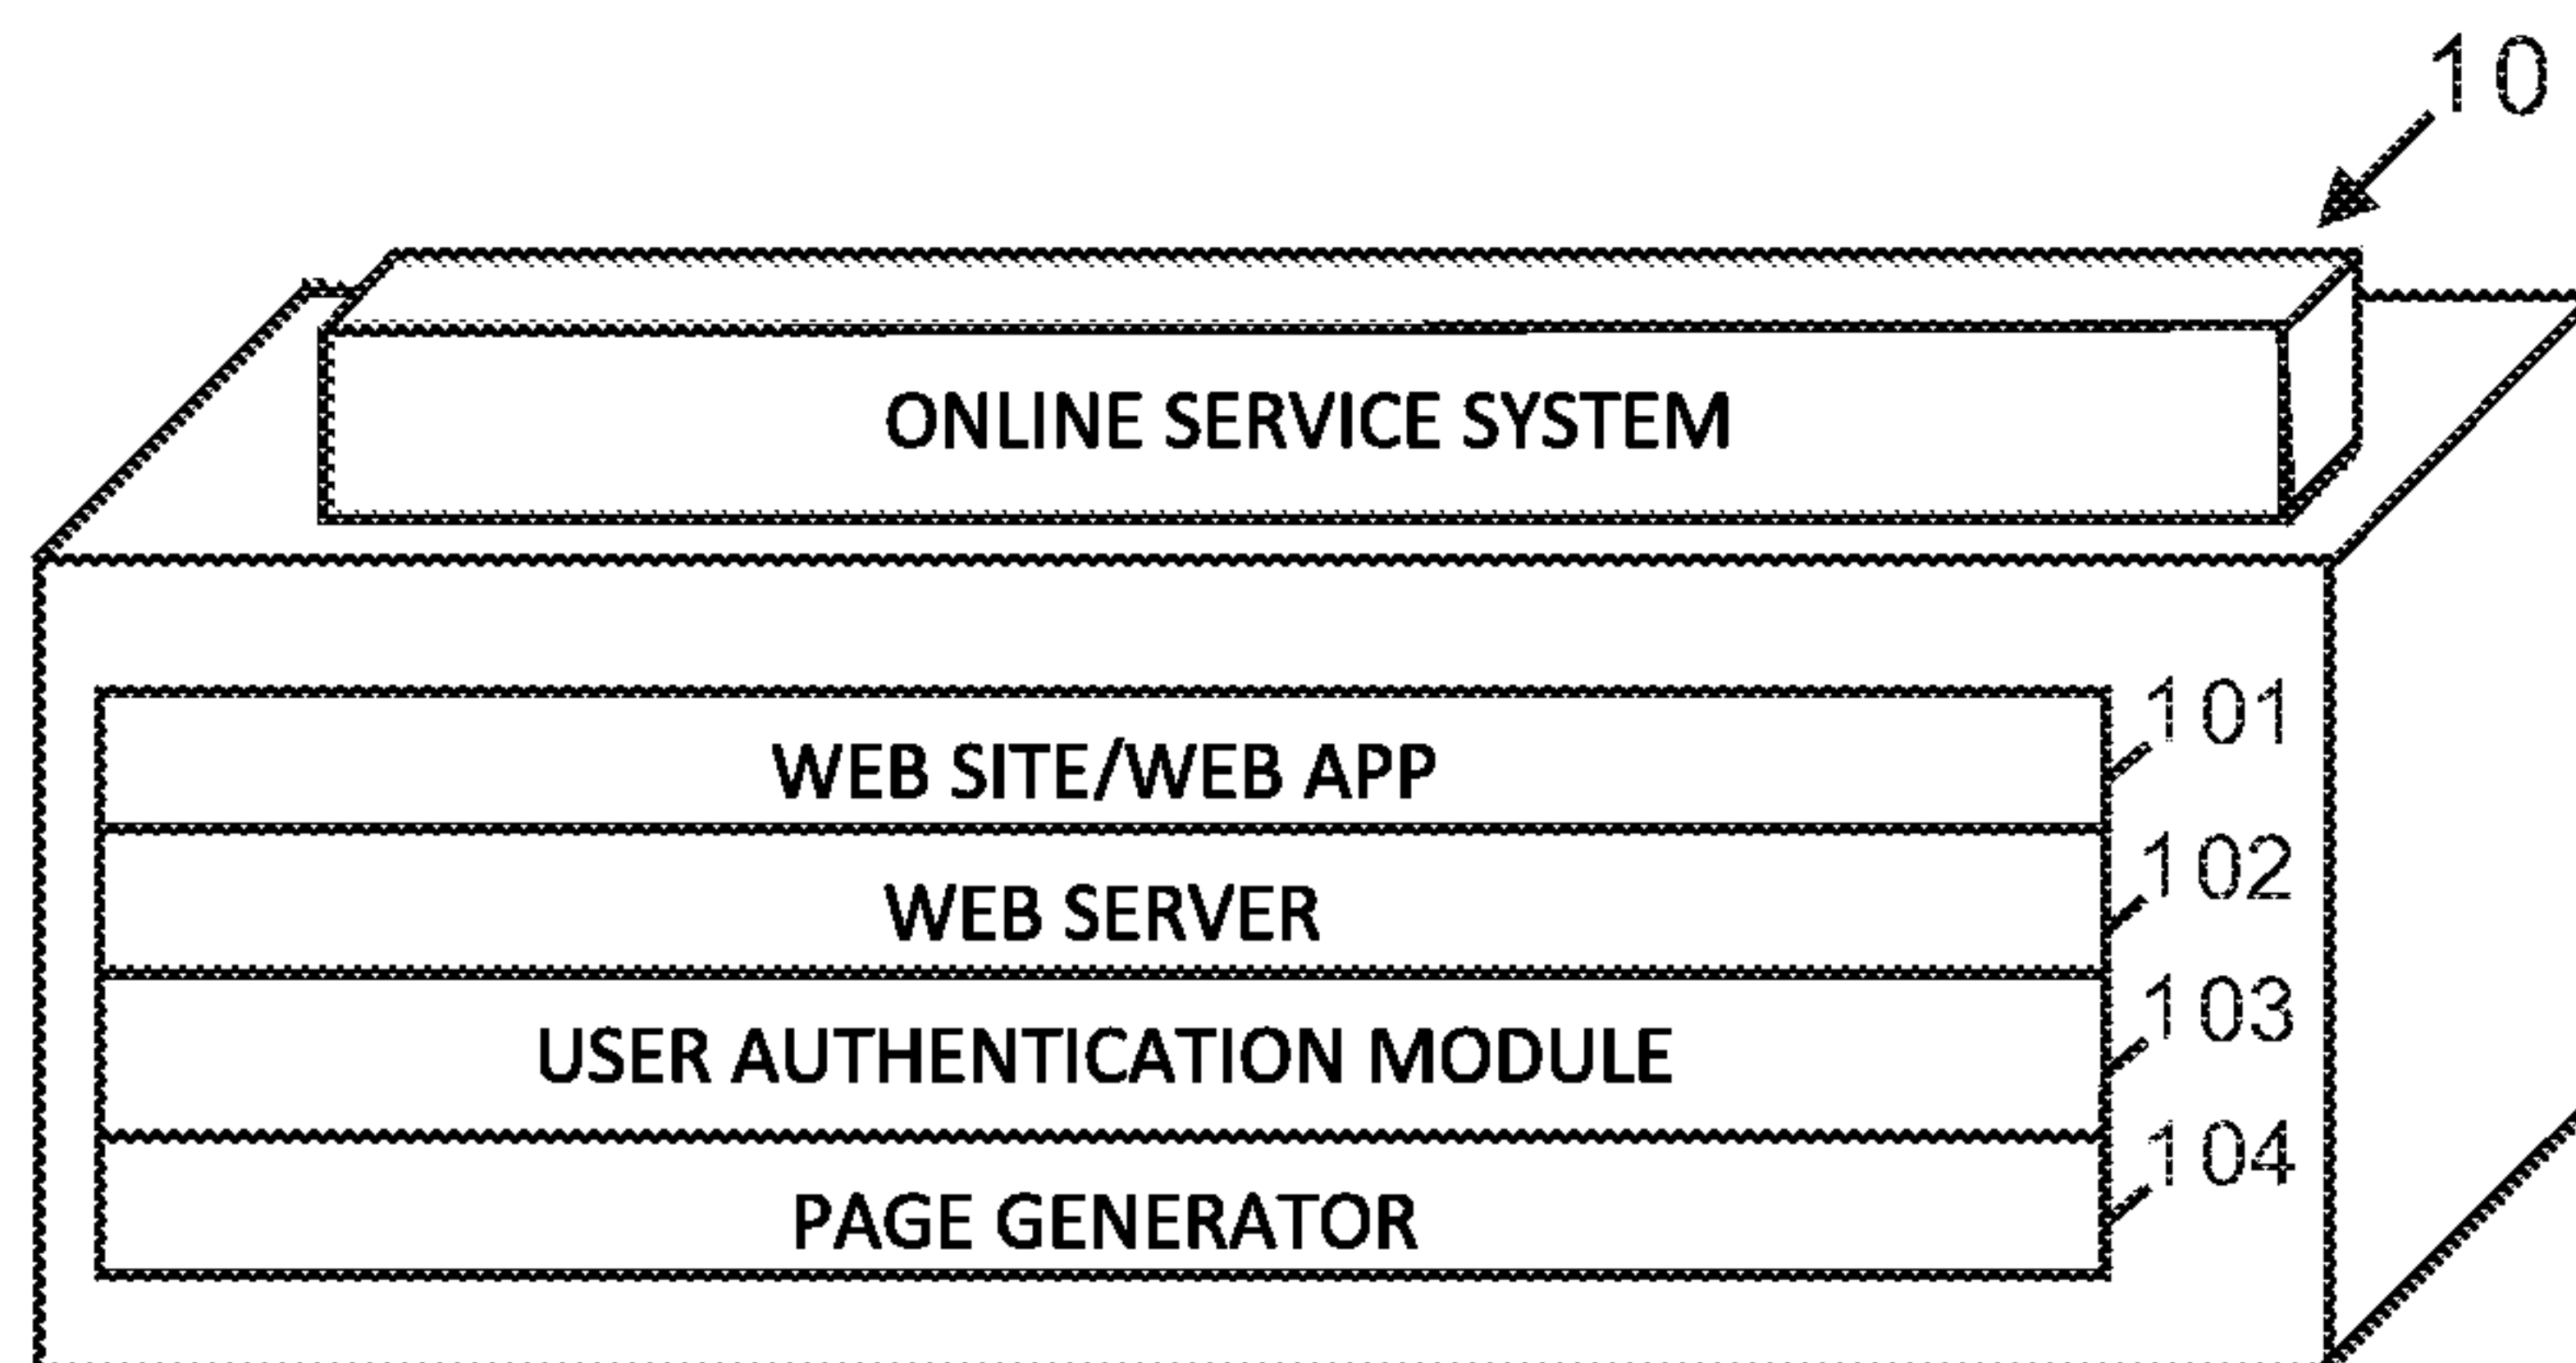 10
ONLINE SERVICE SYSTEM
WEB SITE/WEB APP 101
WEB SERVER 102
USER AUTHENTICATION MODULE 103
PAGE GENERATOR 104